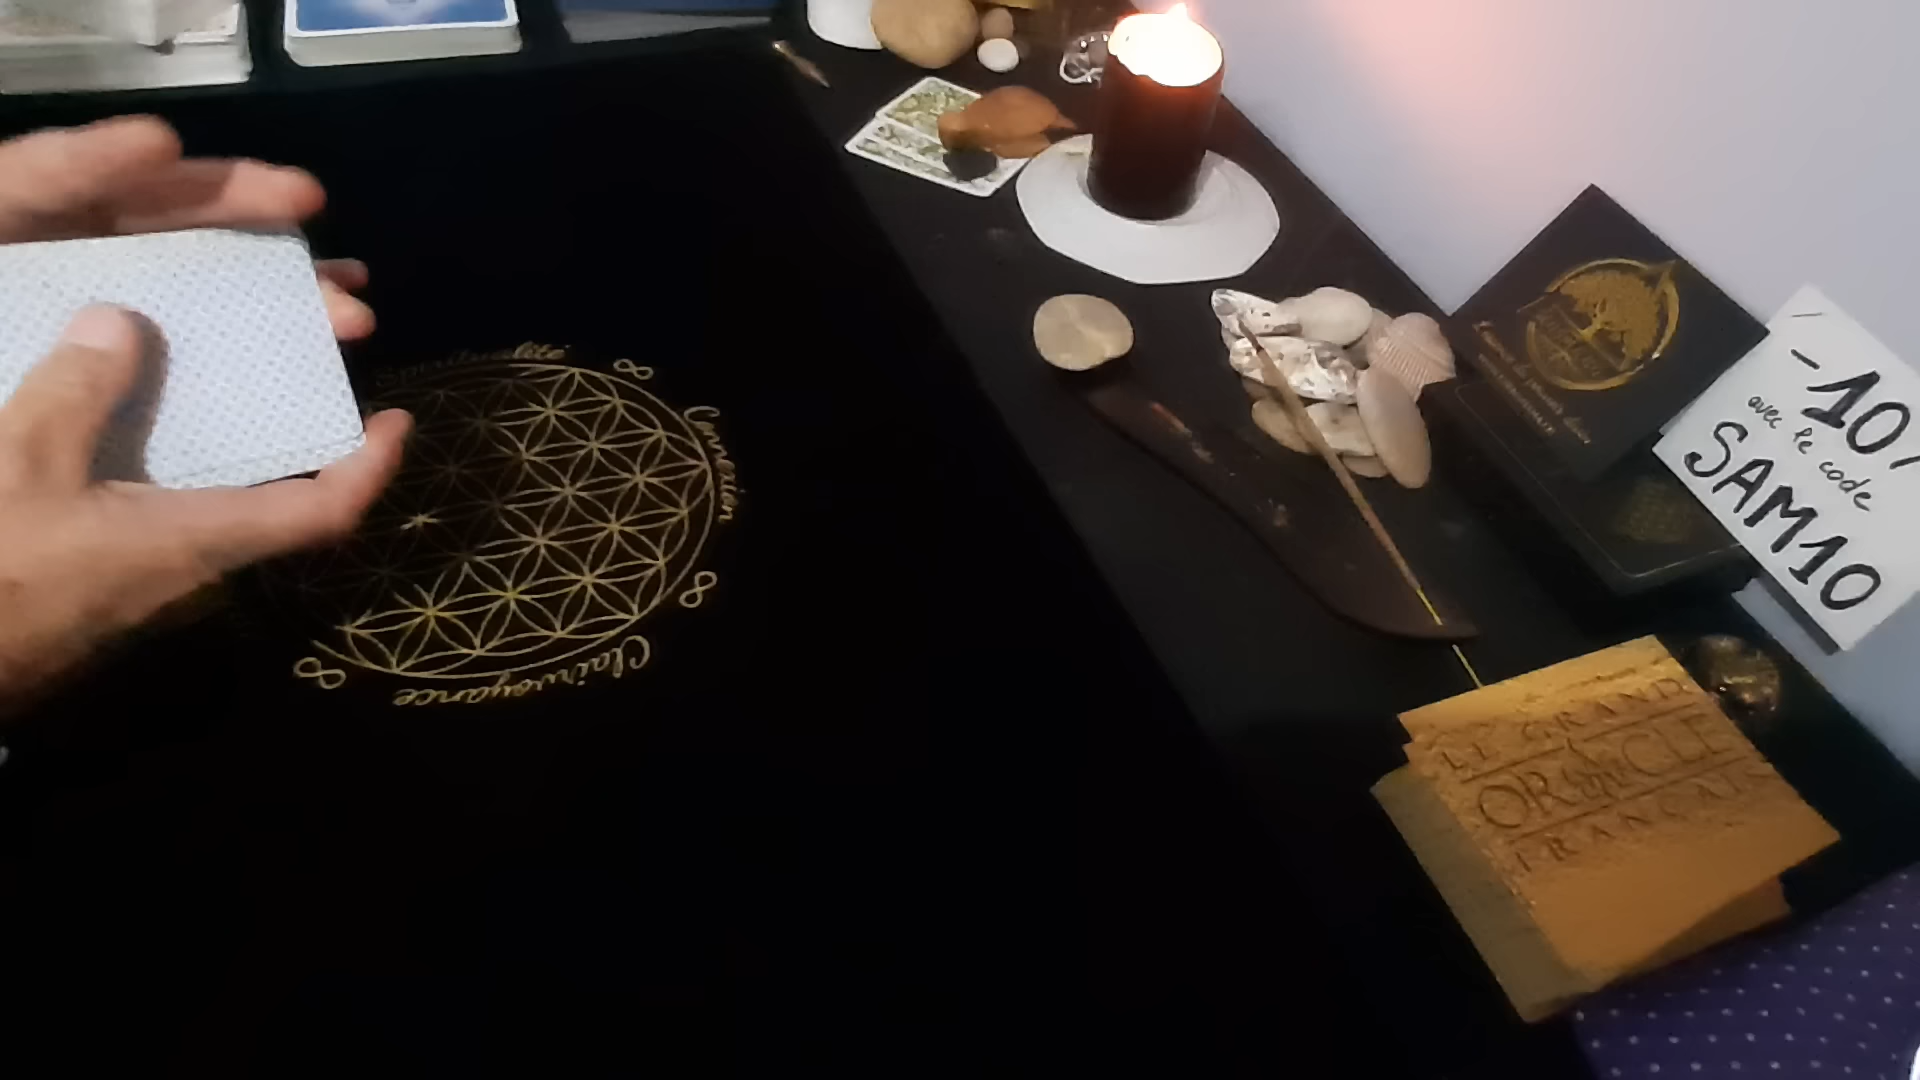 Spiritualité
Connexion
Clairvoyance
-10%
avec le code
SAM10
LE GRAND
ORACLE
FRANÇAIS